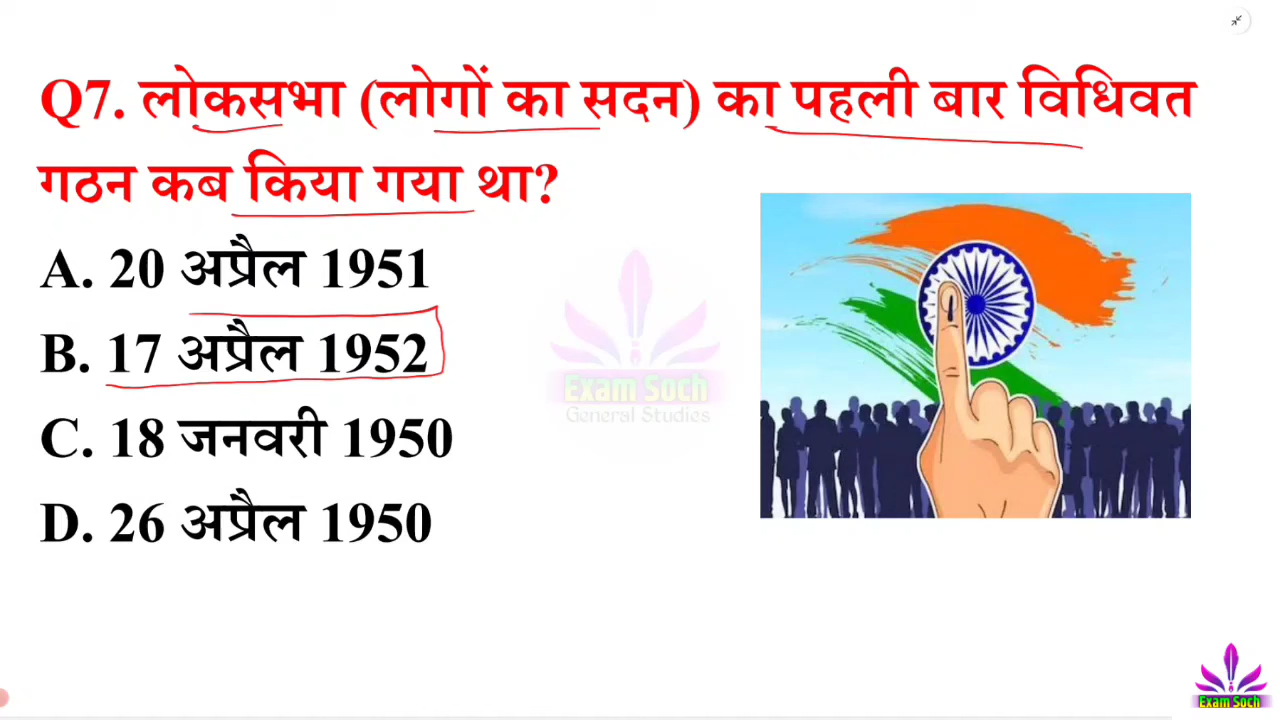 Q7. लोकसभा (लोगों का सदन) का पहली बार विधिवत
गठन कब किया गया था?
A. 20 अप्रैल 1951
B. 17 अप्रैल 1952
C. 18 जनवरी 1950
D. 26 अप्रैल 1950
Exam Soch
General Studies
Exam Soch